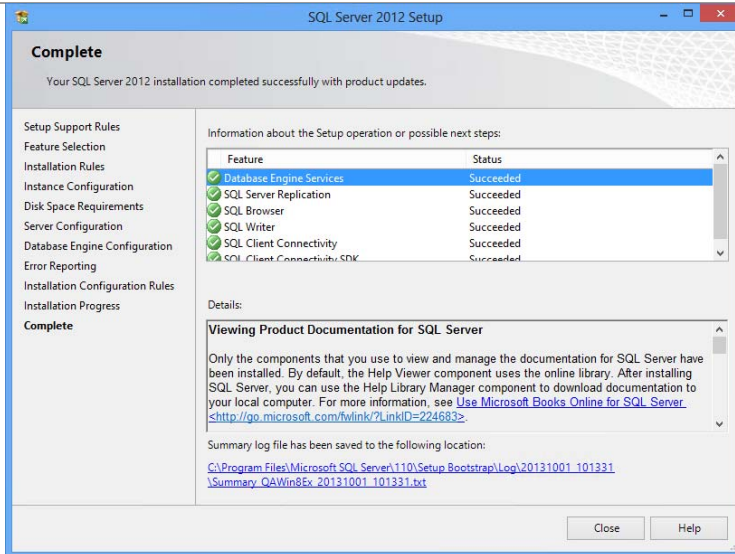 SQL Server 2012 Setup
Complete
Your SQL Server 2012 installation completed successfully with product updates.
Setup Support Rules
Feature Selection
Installation Rules
Instance Configuration
Disk Space Requirements
Server Configuration
Database Engine Configuration
Error Reporting
Installation Configuration Rules
Installation Progress
Complete
Information about the Setup operation or possible next steps:
Feature Status
Database Engine Services Succeeded
SQL Server Replication Succeeded
SQL Browser Succeeded
SQL Writer Succeeded
SQL Client Connectivity Succeeded
SQL Client Connectivity SDK Succeeded
Details:
Viewing Product Documentation for SQL Server
Only the components that you use to view and manage the documentation for SQL Server have
been installed. By default, the Help Viewer component uses the online library. After installing
SQL Server, you can use the Help Library Manager component to download documentation to
your local computer. For more information, see Use Microsoft Books Online for SQL Server
<http://go.microsoft.com/fwlink/?LinkID=224683>.
Summary log file has been saved to the following location:
C:\Program Files\Microsoft SQL Server\110\Setup Bootstrap\Log\20131001_101331
\Summary_QAWin8Ex_20131001_101331.txt
Close Help